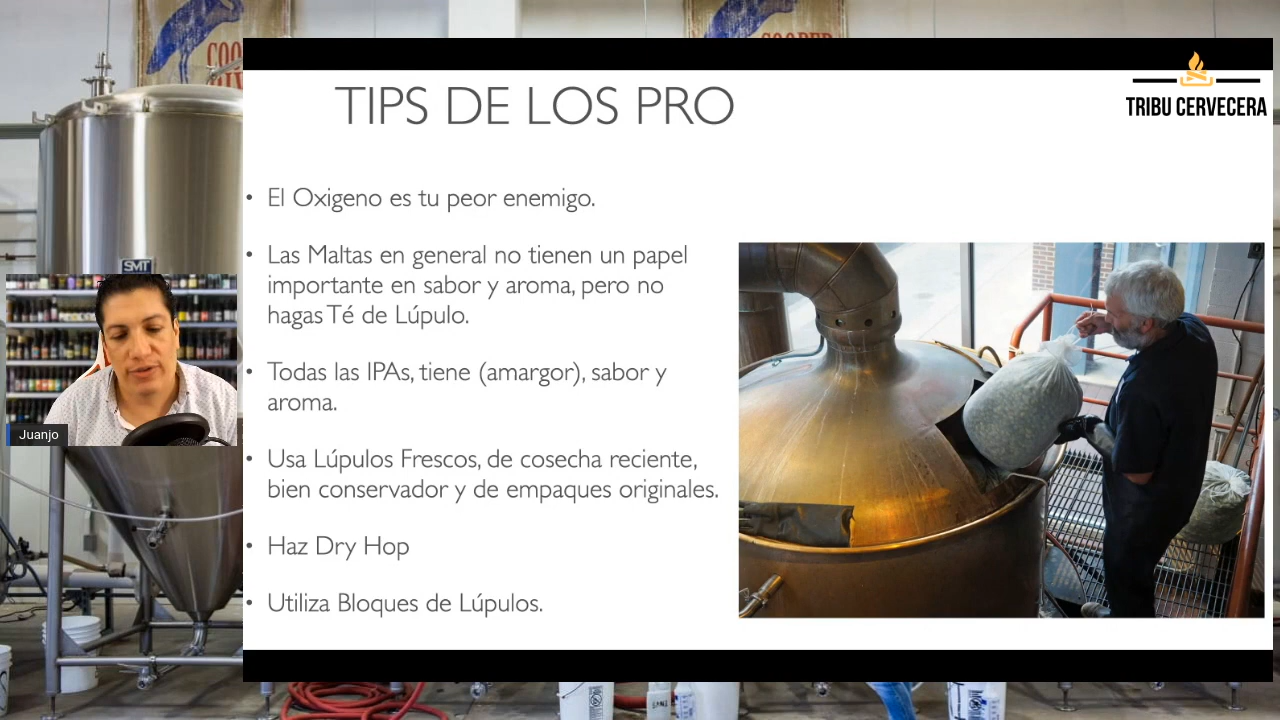 TIPS DE LOS PRO
TRIBU CERVECERA
• El Oxigeno es tu peor enemigo.
• Las Maltas en general no tienen un papel
importante en sabor y aroma, pero no
hagas Té de Lúpulo.
• Todas las IPAs, tiene (amargor), sabor y
aroma.
• Usa Lúpulos Frescos, de cosecha reciente,
bien conservador y de empaques originales.
• Haz Dry Hop
• Utiliza Bloques de Lúpulos.
SMT
Juanjo